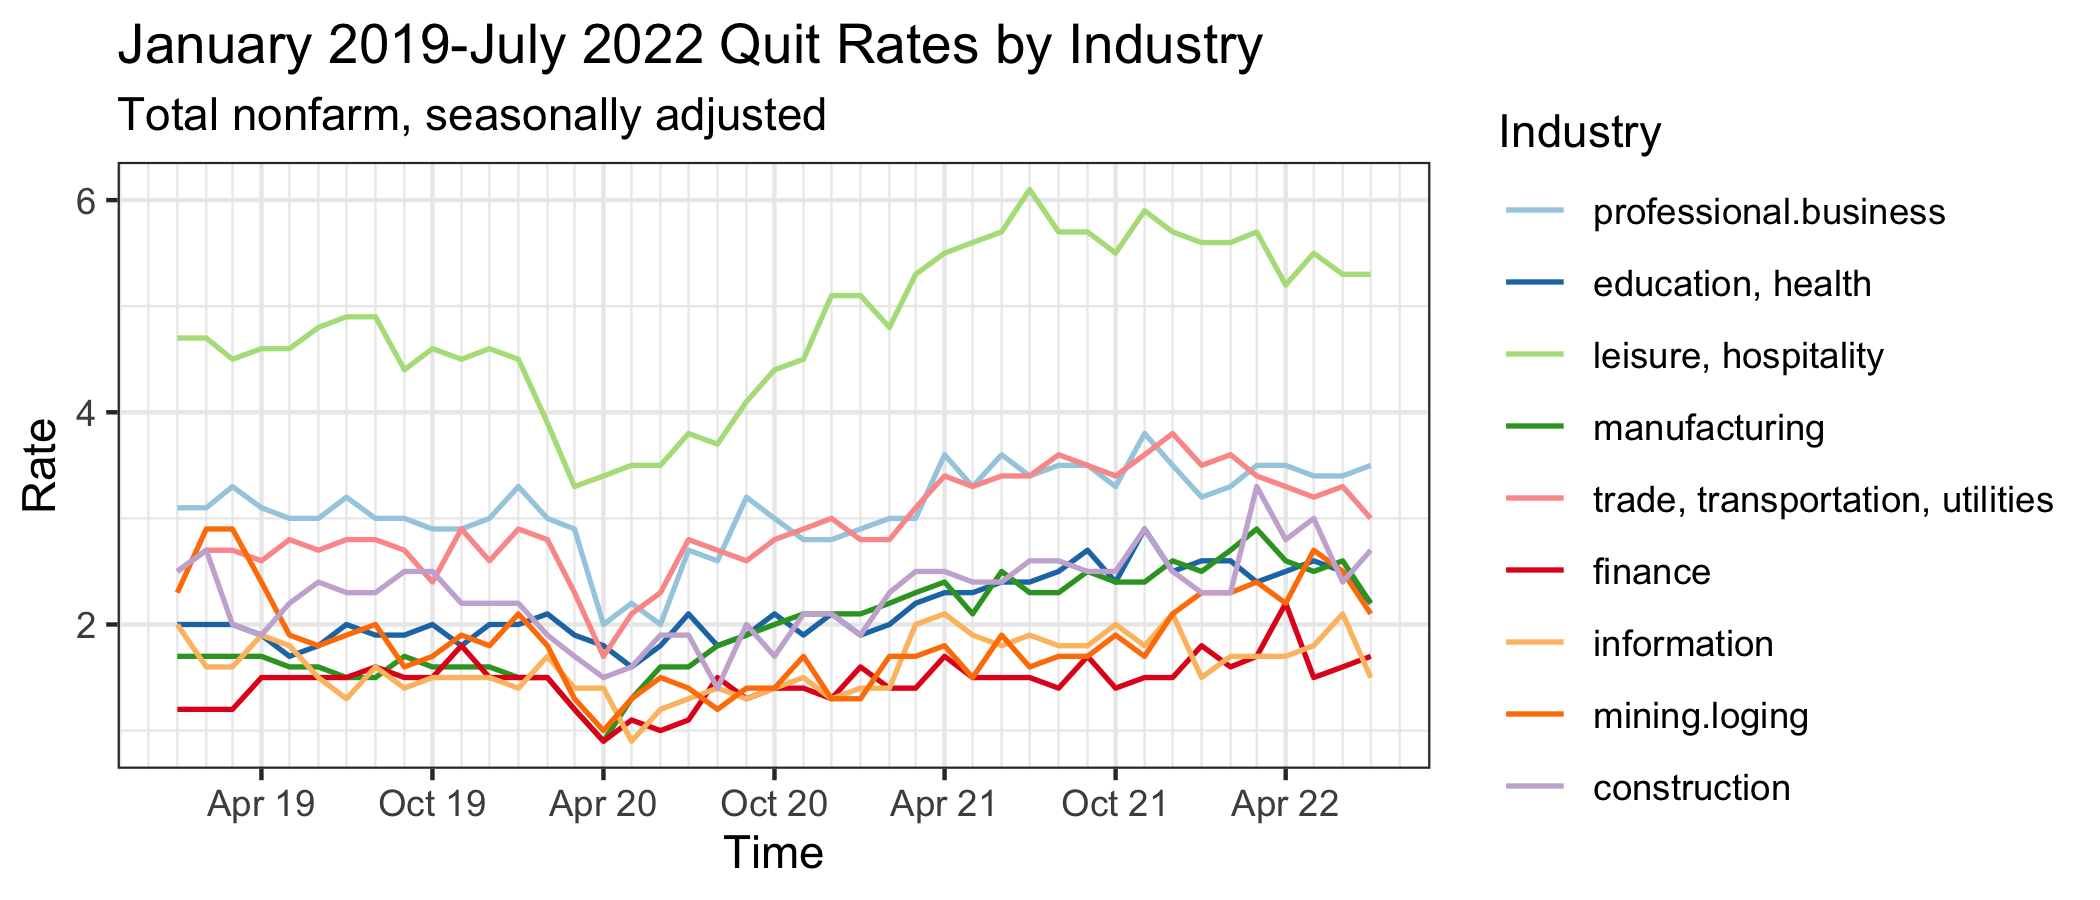 January 2019-July 2022 Quit Rates by Industry
Total nonfarm, seasonally adjusted
Rate
6
4
2
Apr 19 Oct 19 Apr 20 Oct 20 Apr 21 Oct 21 Apr 22
Time
Industry
professional.business
education, health
leisure, hospitality
manufacturing
trade, transportation, utilities
finance
information
mining.loging
construction